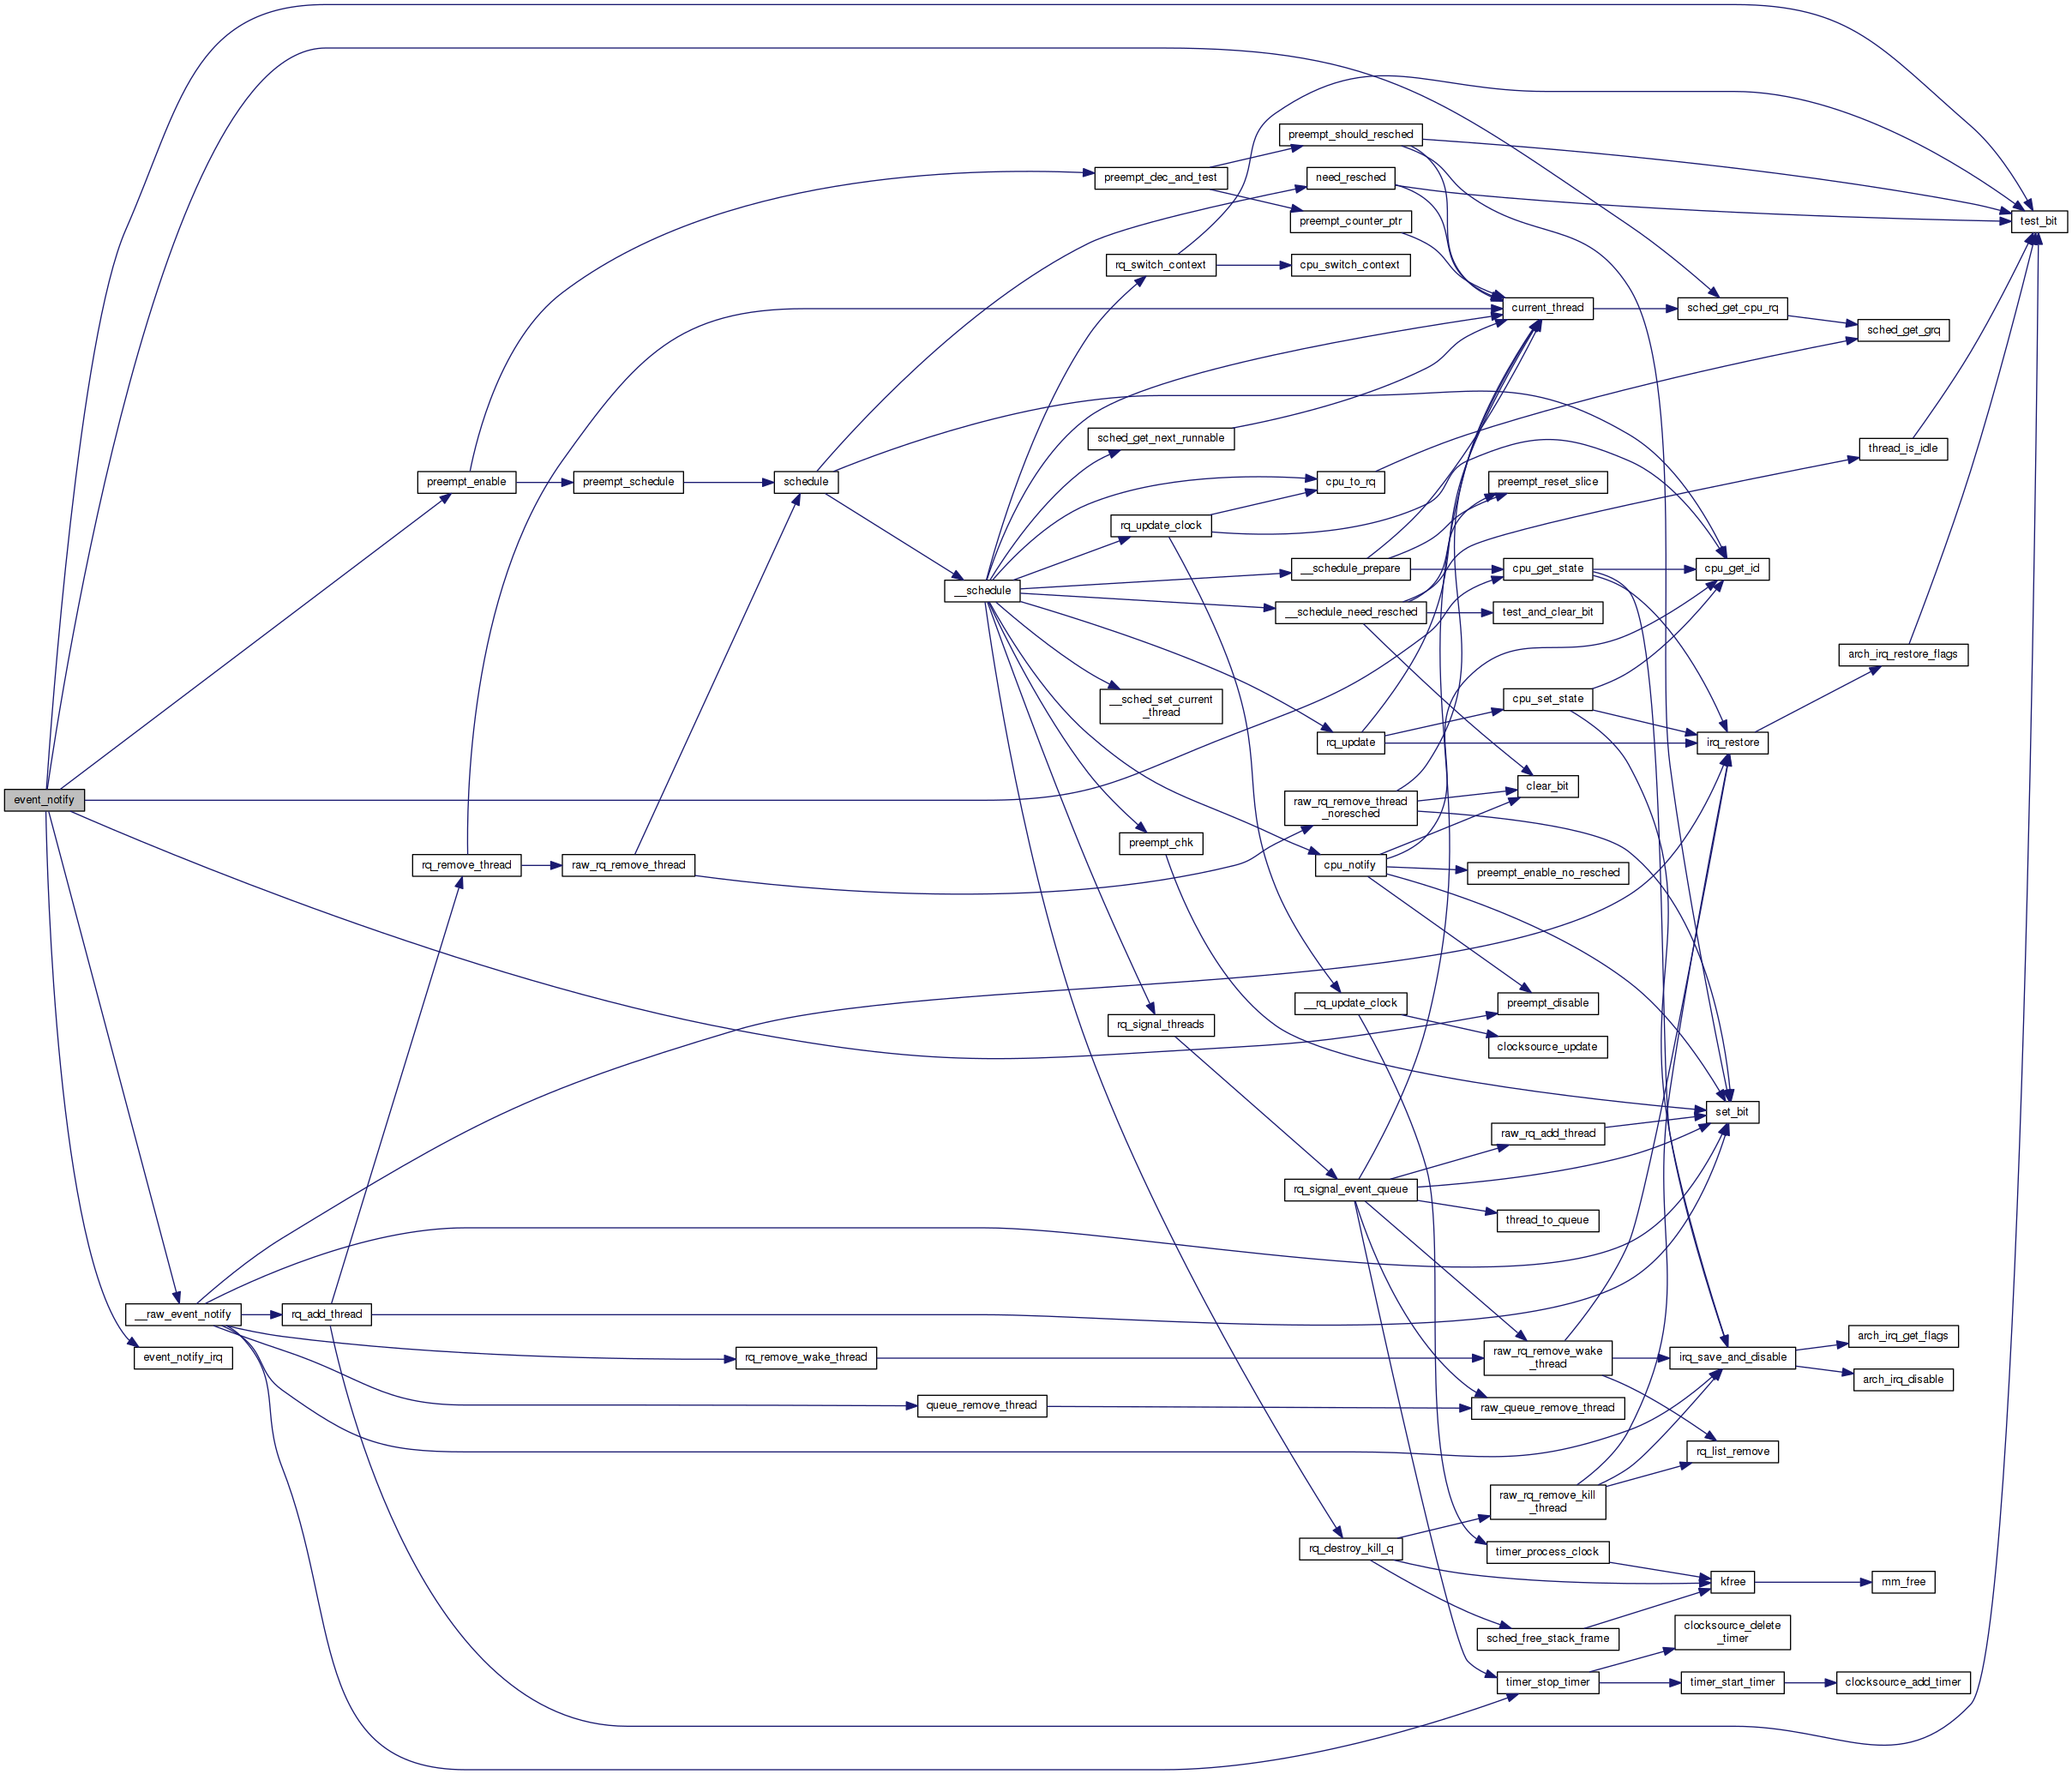 preempt_should_resched
preempt_dec_and_test
need_resched
preempt_counter_ptr
test_bit
rq_switch_context
cpu_switch_context
current_thread
sched_get_cpu_rq
sched_get_grq
sched_get_next_runnable
thread_is_idle
preempt_enable
preempt_schedule
schedule
cpu_to_rq
preempt_reset_slice
rq_update_clock
__schedule_prepare
cpu_get_state
cpu_get_id
__schedule
__schedule_need_resched
test_and_clear_bit
arch_irq_restore_flags
__sched_set_current
_thread
cpu_set_state
rq_update
irq_restore
clear_bit
event_notify
raw_rq_remove_thread
_noresched
preempt_chk
rq_remove_thread
raw_rq_remove_thread
cpu_notify
preempt_enable_no_resched
__rq_update_clock
preempt_disable
rq_signal_threads
clocksource_update
set_bit
raw_rq_add_thread
rq_signal_event_queue
thread_to_queue
__raw_event_notify
rq_add_thread
arch_irq_get_flags
event_notify_irq
rq_remove_wake_thread
raw_rq_remove_wake
_thread
irq_save_and_disable
arch_irq_disable
queue_remove_thread
raw_queue_remove_thread
rq_list_remove
raw_rq_remove_kill
_thread
rq_destroy_kill_q
timer_process_clock
kfree
mm_free
sched_free_stack_frame
clocksource_delete
_timer
timer_stop_timer
timer_start_timer
clocksource_add_timer